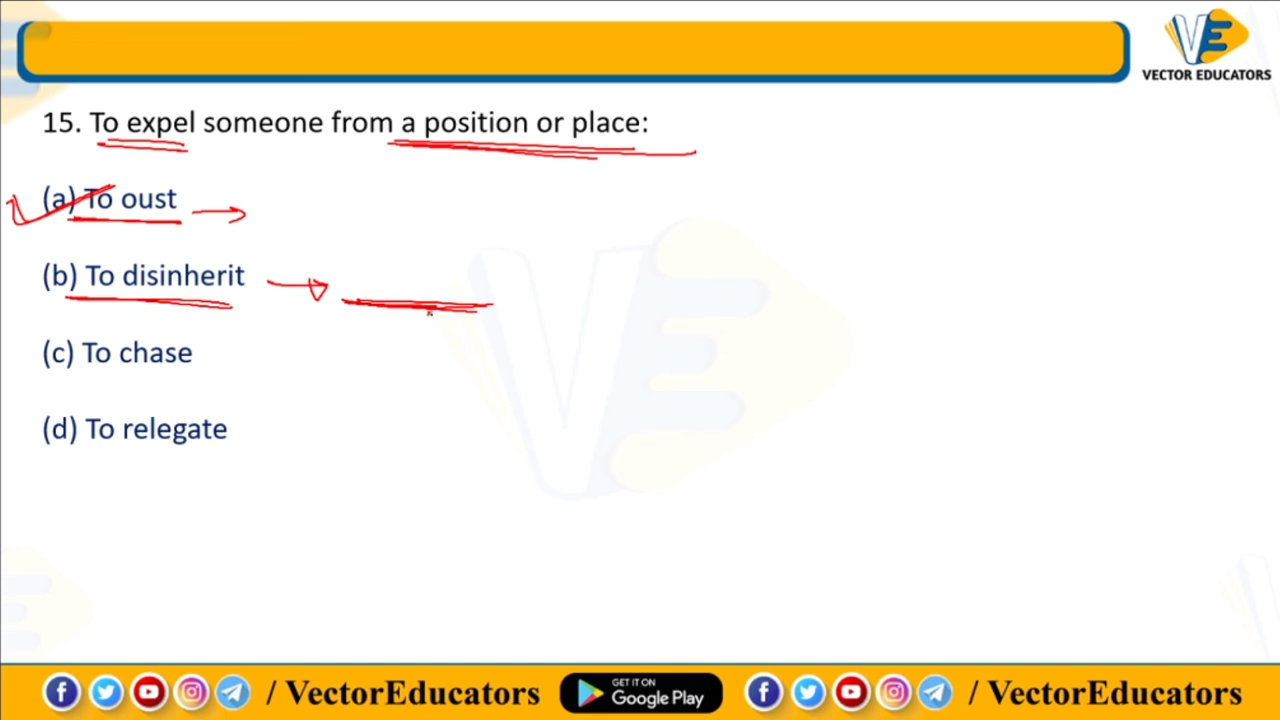 VECTOR EDUCATORS
15. To expel someone from a position or place:
(a) To oust
(b) To disinherit
(c) To chase
(d) To relegate
/ VectorEducators
GET IT ON
Google Play
/ VectorEducators